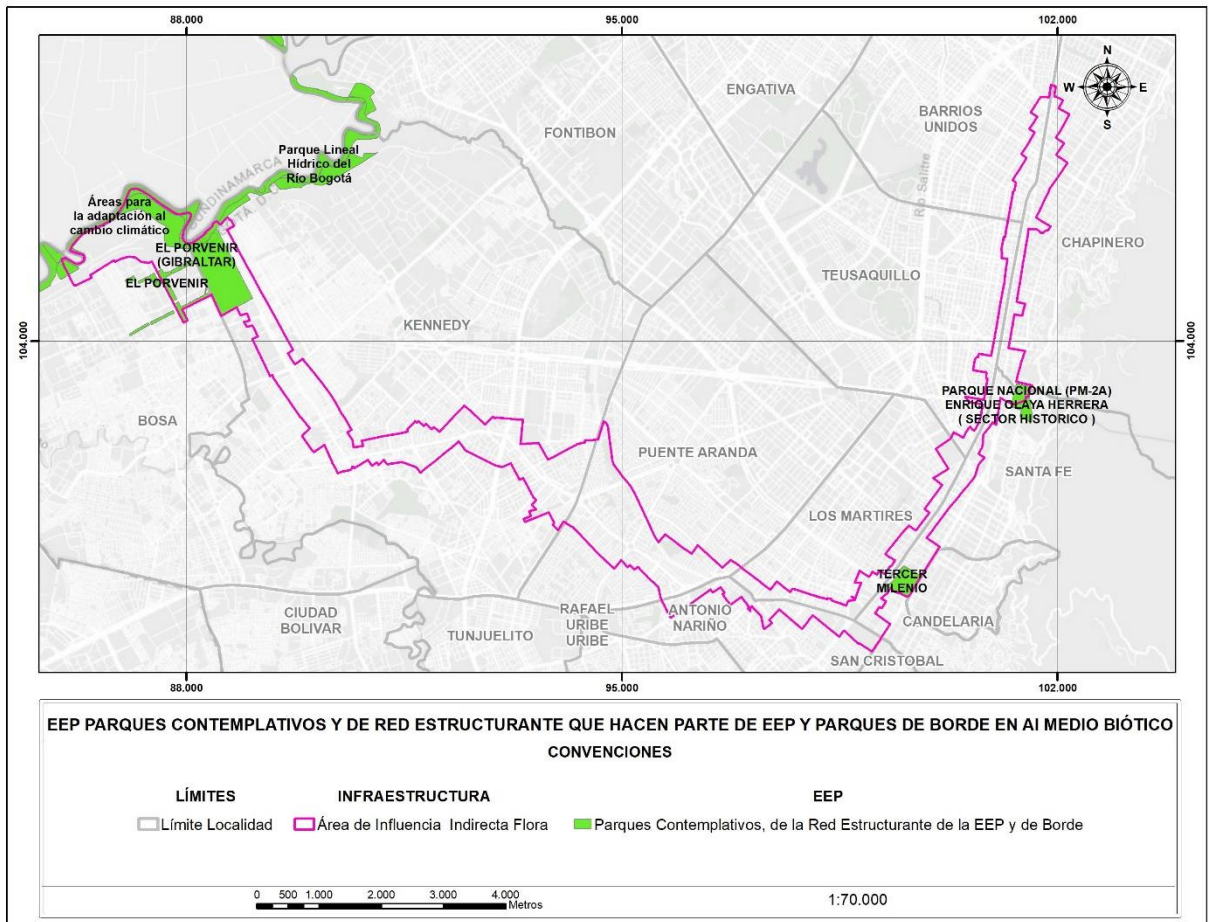 88.000
95.000
102.000
N
W
E
S
ENGATIVA
BARRIOS
UNIDOS
FONTIBON
Parque Lineal
Hídrico del
Río Bogotá
CUNDINAMARCA
Río Salitre
Áreas para
la adaptación al
cambio climático
CHAPINERO
EL PORVENIR
(GIBRALTAR)
EL PORVENIR
TEUSAQUILLO
KENNEDY
104.000
104.000
PARQUE NACIONAL (PM-2A)
ENRIQUE OLAYA HERRERA
( SECTOR HISTORICO )
BOSA
PUENTE ARANDA
SANTA FE
LOS MARTIRES
TERCER
MILENIO
CIUDAD
BOLIVAR
TUNJUELITO
RAFAEL
URIBE
URIBE
ANTONIO
NARIÑO
CANDELARIA
SAN CRISTOBAL
88.000
95.000
102.000
EEP PARQUES CONTEMPLATIVOS Y DE RED ESTRUCTURANTE QUE HACEN PARTE DE EEP Y PARQUES DE BORDE EN AI MEDIO BIÓTICO
CONVENCIONES
LÍMITES
INFRAESTRUCTURA
EEP
Límite Localidad
Área de Influencia Indirecta Flora
Parques Contemplativos, de la Red Estructurante de la EEP y de Borde
0 500 1.000 2.000 3.000 4.000
Metros
1:70.000